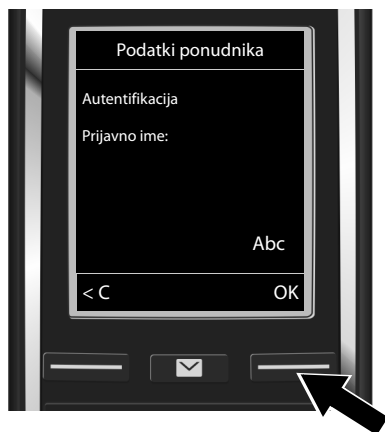 Podatki ponudnika
Autentifikacija
Prijavno ime:
Abc
< C OK